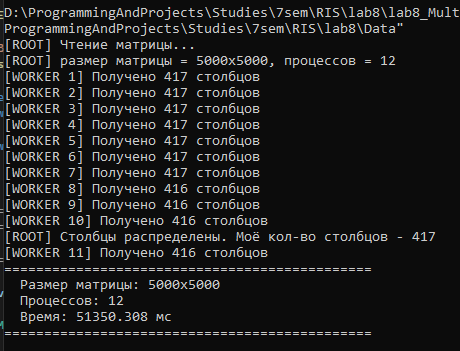 D:\ProgrammingAndProjects\Studies\7sem\RIS\lab8\lab8_Mult
ProgrammingAndProjects\Studies\7sem\RIS\lab8\Data"
[ROOT] Чтение матрицы...
[ROOT] размер матрицы = 5000x5000, процессов = 12
[WORKER 1] Получено 417 столбцов
[WORKER 2] Получено 417 столбцов
[WORKER 3] Получено 417 столбцов
[WORKER 4] Получено 417 столбцов
[WORKER 5] Получено 417 столбцов
[WORKER 6] Получено 417 столбцов
[WORKER 7] Получено 417 столбцов
[WORKER 8] Получено 416 столбцов
[WORKER 9] Получено 416 столбцов
[WORKER 10] Получено 416 столбцов
[ROOT] Столбцы распределены. Моё кол-во столбцов - 417
[WORKER 11] Получено 416 столбцов
==============================================
Размер матрицы: 5000x5000
Процессов: 12
Время: 51350.308 мс
==============================================